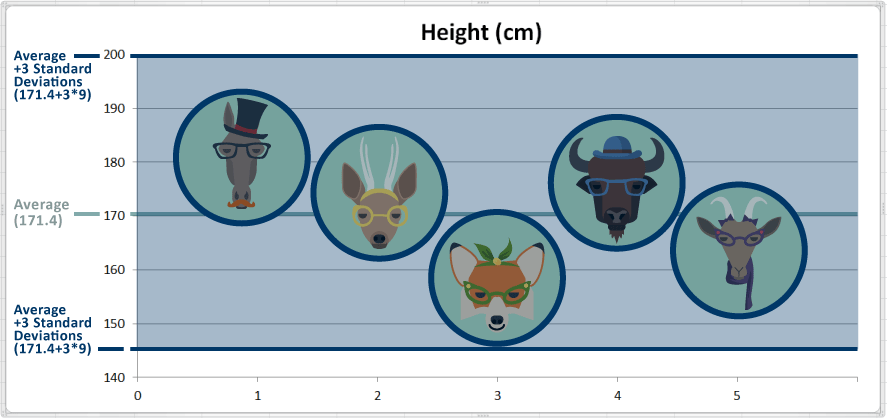 Height (cm)
Average
+3 Standard
Deviations
(171.4+3*9)
200
190
180
Average
(171.4)
170
160
Average
+3 Standard
Deviations
(171.4+3*9)
150
140
0
1
2
3
4
5